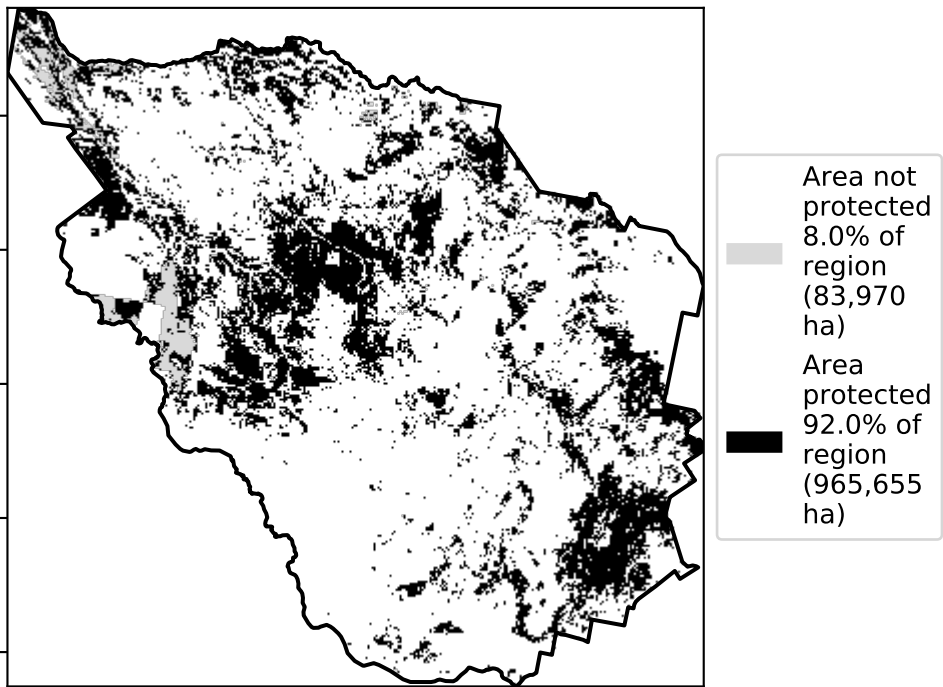 Area not
protected
8.0% of
region
(83,970
ha)
Area
protected
92.0% of
region
(965,655
ha)